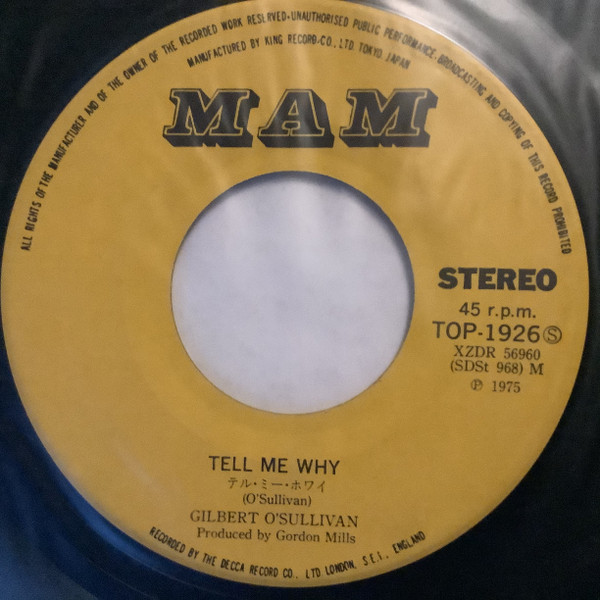 ALL RIGHTS OF THE MANUFACTURER AND OF THE OWNER OF THE RECORDED WORK RESERVED·UNAUTHORISED PUBLIC PERFORMANCE·BROADCASTING AND COPYING OF THIS RECORD PROHIBITED
MANUFACTURED BY KING RECORD·CO., LTD TOKYO JAPAN
MAM
STEREO
45 r.p.m.
TOP-1926Ⓢ
XZDR 56960
(SDSt 968) M
℗ 1975
TELL ME WHY
テル・ミー・ホワイ
(O'Sullivan)
GILBERT O'SULLIVAN
Produced by Gordon Mills
RECORDED BY THE DECCA RECORD CO., LTD LONDON, S.E.1., ENGLAND